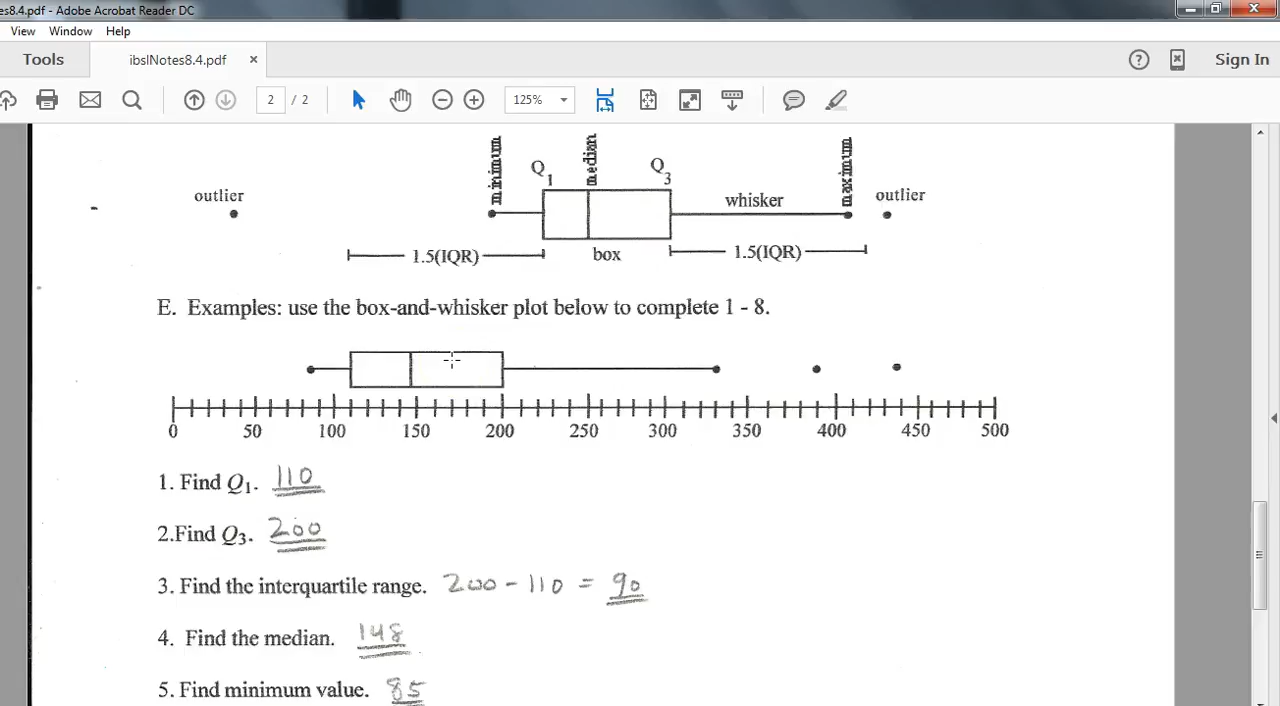 es8.4.pdf - Adobe Acrobat Reader DC
View Window Help
Tools ibslNotes8.4.pdf × Sign In
2 / 2 125%
minimum Q1 median Q3 maximum
outlier whisker outlier
1.5(IQR) box 1.5(IQR)
E. Examples: use the box-and-whisker plot below to complete 1 - 8.
0 50 100 150 200 250 300 350 400 450 500
1. Find Q1. 110
2.Find Q3. 200
3. Find the interquartile range. 200 - 110 = 90
4. Find the median. 148
5. Find minimum value. 85